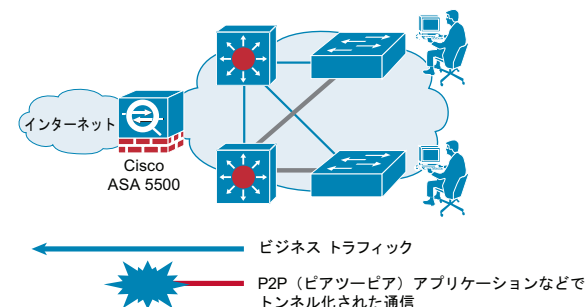 インターネット
Cisco
ASA 5500
ビジネス トラフィック
P2P（ピアツーピア）アプリケーションなどで
トンネル化された通信